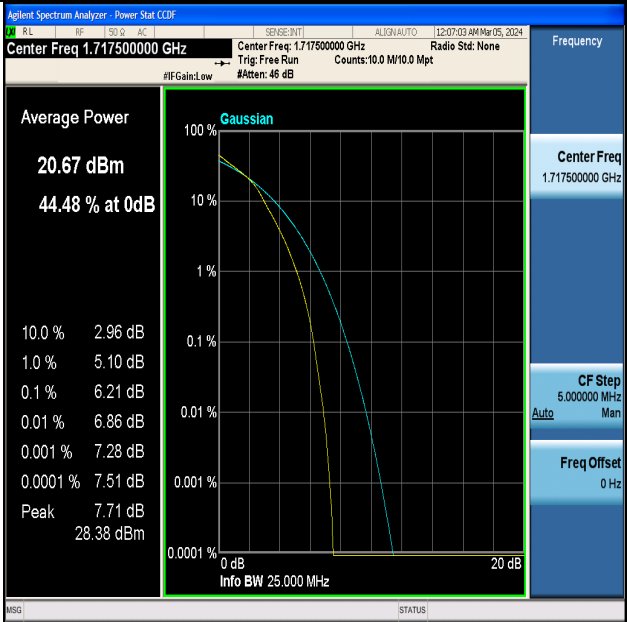 Agilent Spectrum Analyzer - Power Stat CCDF
LXI RL RF 50 Ω AC SENSE:INT ALIGN AUTO 12:07:03 AM Mar 05, 2024
Center Freq 1.717500000 GHz
Center Freq: 1.717500000 GHz Radio Std: None
Trig: Free Run Counts:10.0 M/10.0 Mpt
#IFGain:Low #Atten: 46 dB
Frequency
Average Power
20.67 dBm
44.48 % at 0dB
10.0 % 2.96 dB
1.0 % 5.10 dB
0.1 % 6.21 dB
0.01 % 6.86 dB
0.001 % 7.28 dB
0.0001 % 7.51 dB
Peak 7.71 dB
28.38 dBm
Gaussian
100 %
10 %
1 %
0.1 %
0.01 %
0.001 %
0.0001 %
0 dB 20 dB
Info BW 25.000 MHz
Center Freq
1.717500000 GHz
CF Step
5.000000 MHz
Auto Man
Freq Offset
0 Hz
MSG STATUS